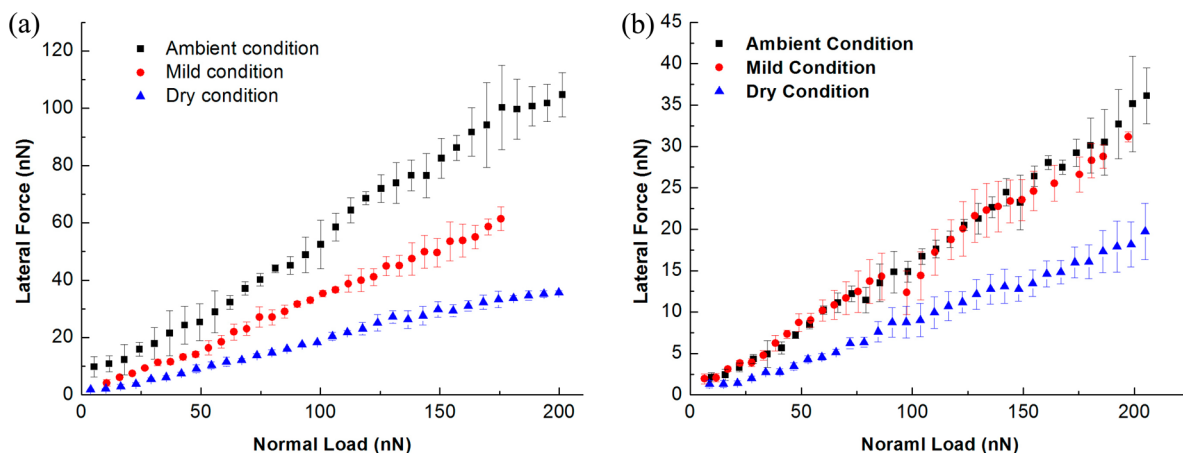 (a)
Ambient condition
Mild condition
Dry condition
Lateral Force (nN)
120
100
80
60
40
20
0
0
50
100
150
200
Normal Load (nN)
(b)
Ambient Condition
Mild Condition
Dry Condition
Lateral Force (nN)
45
40
35
30
25
20
15
10
5
0
0
50
100
150
200
Noraml Load (nN)